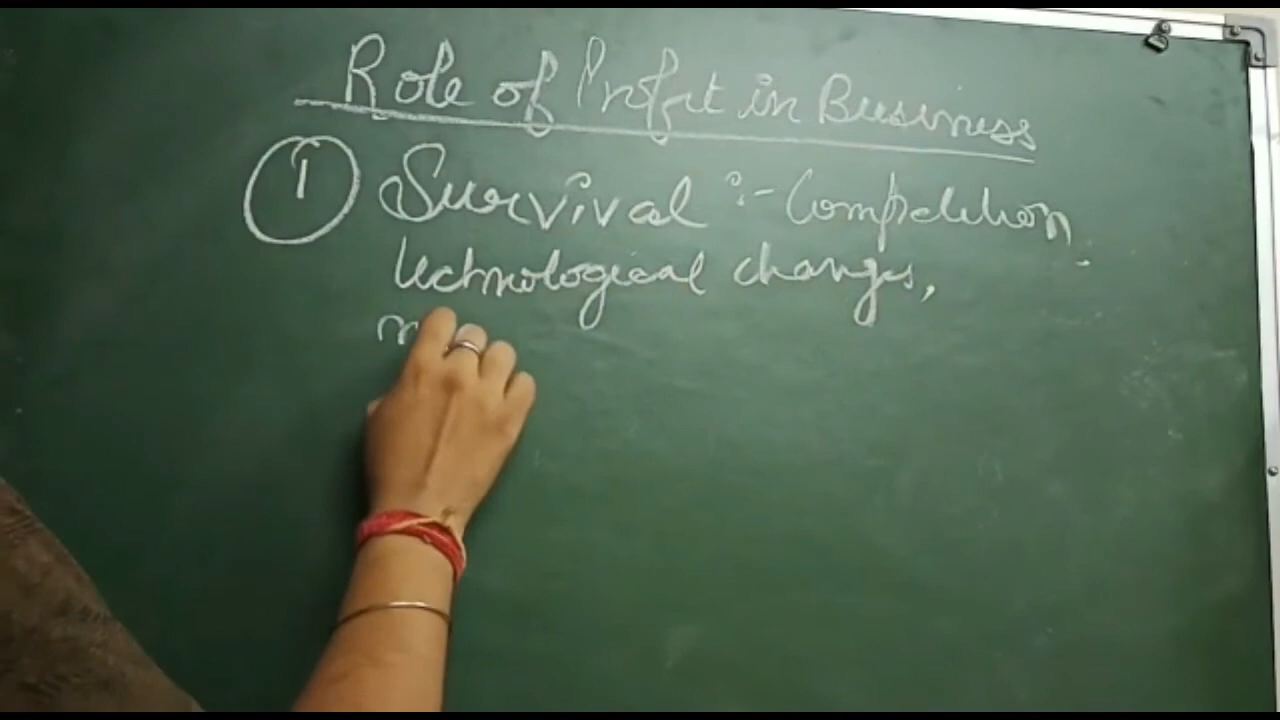 Role of Profit in Business
① Survival :- Competition
technological changes,